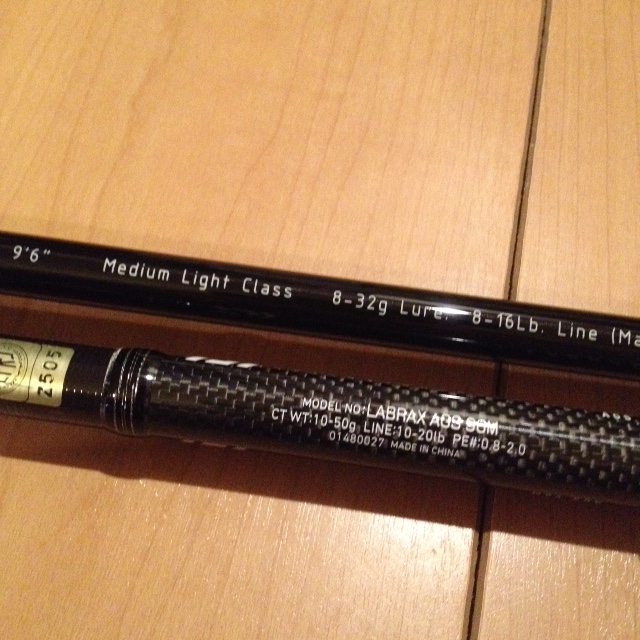 9'6" Medium Light Class 8-32g Lure, 8-16Lb. Line (Ma
Z505
MODEL NO:LABRAX AGS 96M
CT WT:10-50g LINE:10-20lb PE#:0.8-2.0
01480027 MADE IN CHINA